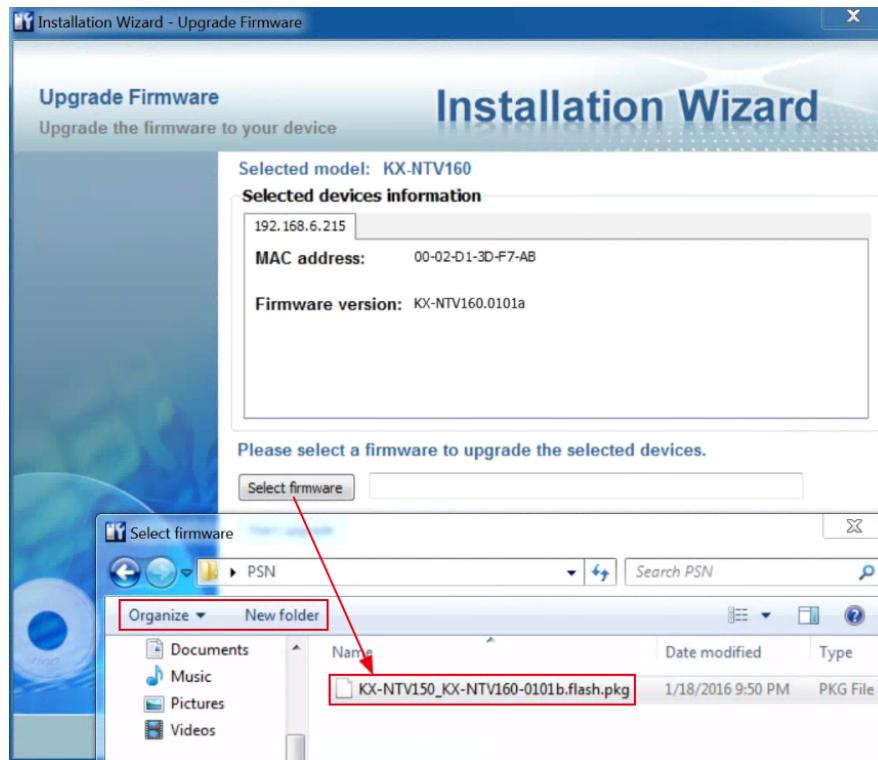 Installation Wizard - Upgrade Firmware
Upgrade Firmware
Upgrade the firmware to your device
Installation Wizard
Selected model: KX-NTV160
Selected devices information
192.168.6.215
MAC address: 00-02-D1-3D-F7-AB
Firmware version: KX-NTV160.0101a
Please select a firmware to upgrade the selected devices.
Select firmware
Select firmware
PSN
Search PSN
Organize New folder
Documents
Music
Pictures
Videos
Name Date modified Type
KX-NTV150_KX-NTV160-0101b.flash.pkg 1/18/2016 9:50 PM PKG File